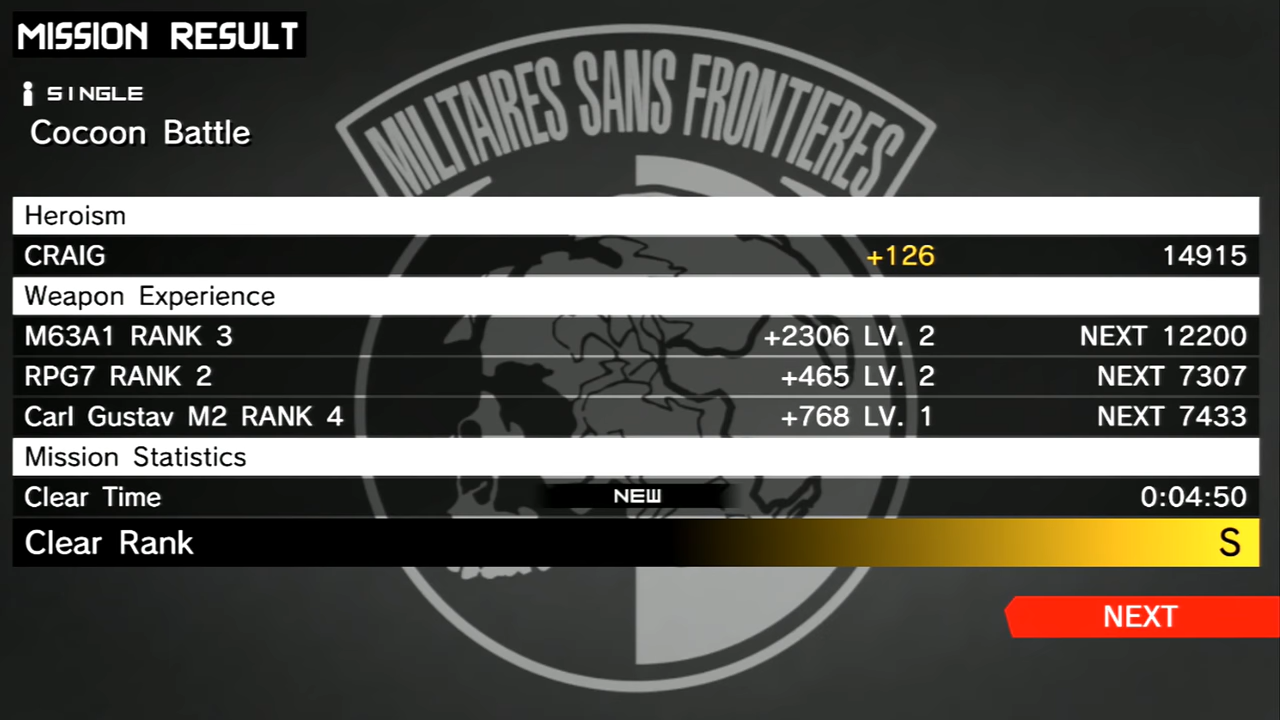 MISSION RESULT
SINGLE
Cocoon Battle
MILITAIRES SANS FRONTIERES
Heroism
CRAIG +126 14915
Weapon Experience
M63A1 RANK 3 +2306 LV. 2 NEXT 12200
RPG7 RANK 2 +465 LV. 2 NEXT 7307
Carl Gustav M2 RANK 4 +768 LV. 1 NEXT 7433
Mission Statistics
Clear Time NEW 0:04:50
Clear Rank S
NEXT